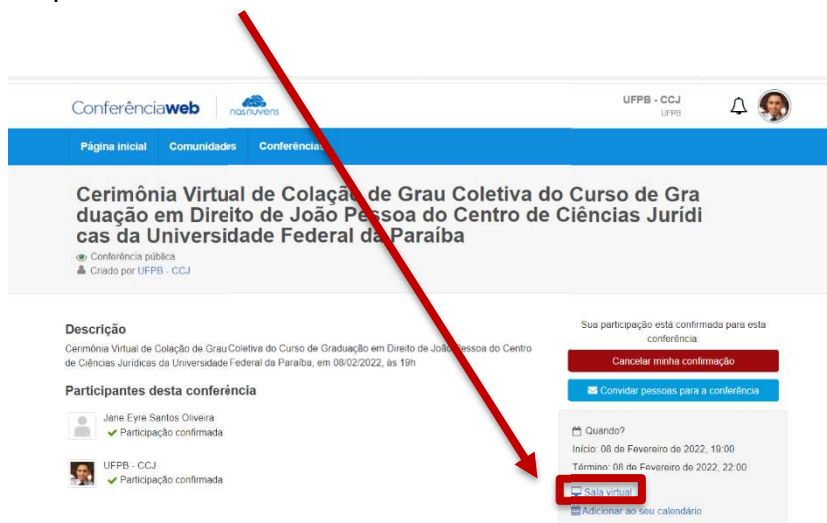 Conferênciaweb
nasnuvens
UFPB - CCJ
UFPB
Página inicial Comunidades Conferências
Cerimônia Virtual de Colação de Grau Coletiva do Curso de Gra
duação em Direito de João Pessoa do Centro de Ciências Jurídi
cas da Universidade Federal da Paraíba
Conferência pública
Criado por UFPB - CCJ
Descrição
Cerimônia Virtual de Colação de Grau Coletiva do Curso de Graduação em Direito de João Pessoa do Centro
de Ciências Jurídicas da Universidade Federal da Paraíba, em 08/02/2022, às 19h
Participantes desta conferência
Jane Eyre Santos Oliveira
Participação confirmada
UFPB - CCJ
Participação confirmada
Sua participação está confirmada para esta
conferência.
Cancelar minha confirmação
Convidar pessoas para a conferência
Quando?
Início: 08 de Fevereiro de 2022, 19:00
Término: 08 de Fevereiro de 2022, 22:00
Sala virtual
Adicionar ao seu calendário